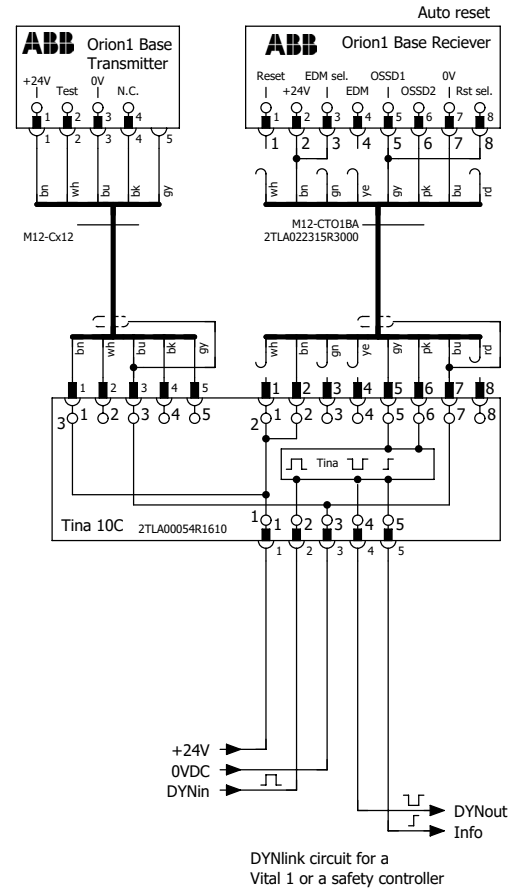 Auto reset
ABB Orion1 Base
Transmitter
+24V
Test
0V
N.C.
1 2 3 4
1 2 3 4 5
ABB Orion1 Base Reciever
Reset EDM sel. OSSD1 0V
+24V EDM OSSD2 Rst sel.
1 2 3 4 5 6 7 8
1 2 3 4 5 6 7 8
bn wh bu bk gy
wh bn gn ye gy pk bu rd
M12-Cx12
M12-CTO1BA
2TLA022315R3000
bn wh bu bk gy
wh bn gn ye gy pk bu rd
1 2 3 4 5
1 2 3 4 5 6 7 8
3 1 2 3 4 5
2 1 2 3 4 5 6 7 8
Tina
Tina 10C 2TLA00054R1610
1 1 2 3 4 5
1 2 3 4 5
+24V
0VDC
DYNin
DYNout
Info
DYNlink circuit for a
Vital 1 or a safety controller